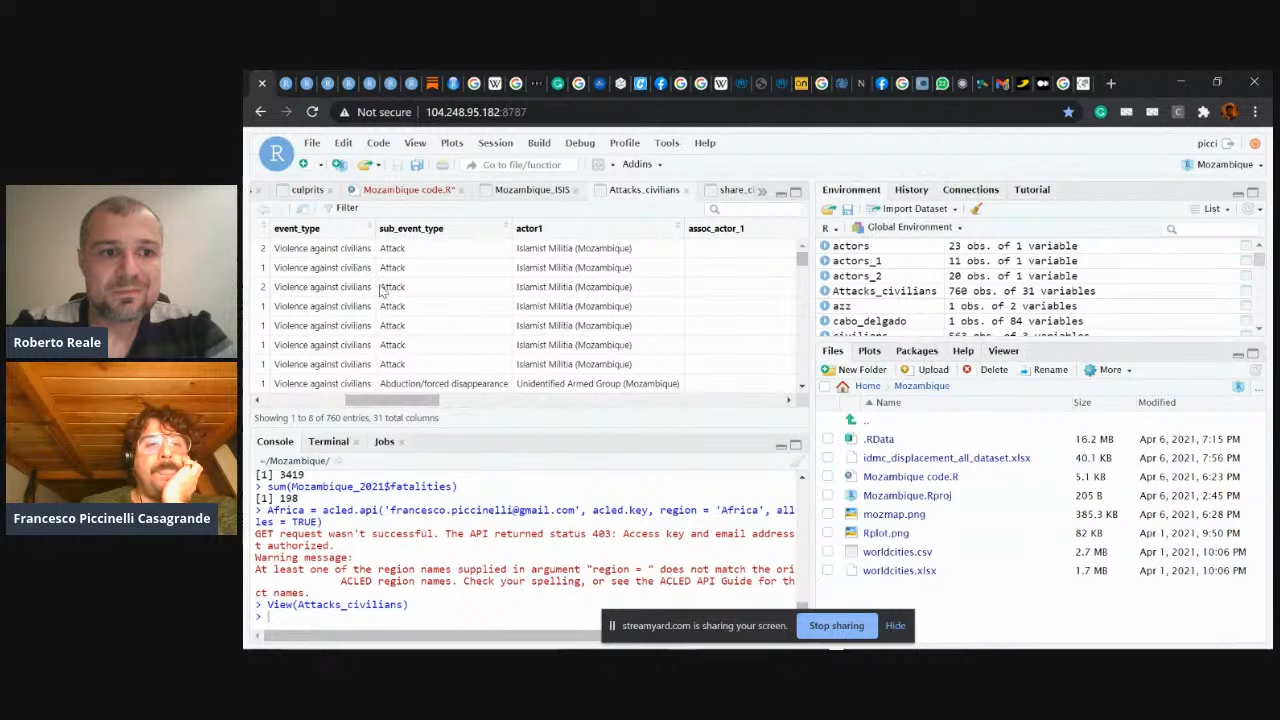 Not secure
104.248.95.182:8787
R
File Edit Code View Plots Session Build Debug Profile Tools Help
picci
Go to file/functior
Addins
Mozambique
culprits
Mozambique code.R*
Mozambique_ISIS
Attacks_civilians
share_ci
Filter
event_type sub_event_type actor1 assoc_actor_1
2 Violence against civilians Attack Islamist Militia (Mozambique)
1 Violence against civilians Attack Islamist Militia (Mozambique)
2 Violence against civilians Attack Islamist Militia (Mozambique)
1 Violence against civilians Attack Islamist Militia (Mozambique)
1 Violence against civilians Attack Islamist Militia (Mozambique)
1 Violence against civilians Attack Islamist Militia (Mozambique)
1 Violence against civilians Attack Islamist Militia (Mozambique)
1 Violence against civilians Abduction/forced disappearance Unidentified Armed Group (Mozambique)
Showing 1 to 8 of 760 entries, 31 total columns
Console Terminal Jobs
~/Mozambique/
[1] 3419
> sum(Mozambique_2021$fatalities)
[1] 198
> Africa = acled.api('francesco.piccinelli@gmail.com', acled.key, region = 'Africa', all
les = TRUE)
GET request wasn't successful. The API returned status 403: Access key and email address
t authorized.
Warning message:
At least one of the region names supplied in argument "region = " does not match the ori
ACLED region names. Check your spelling, or see the ACLED API Guide for th
ct names.
> View(Attacks_civilians)
>
Environment History Connections Tutorial
Import Dataset
List
R
Global Environment
actors 23 obs. of 1 variable
actors_1 11 obs. of 1 variable
actors_2 20 obs. of 1 variable
Attacks_civilians 760 obs. of 31 variables
azz 1 obs. of 2 variables
cabo_delgado 1 obs. of 84 variables
Files Plots Packages Help Viewer
New Folder Upload Delete Rename More
Home Mozambique
Name Size Modified
..
.RData 16.2 MB Apr 6, 2021, 7:15 PM
idmc_displacement_all_dataset.xlsx 40.1 KB Apr 6, 2021, 7:56 PM
Mozambique code.R 5.1 KB Apr 6, 2021, 6:23 PM
Mozambique.Rproj 205 B Apr 6, 2021, 2:45 PM
mozmap.png 385.3 KB Apr 6, 2021, 6:28 PM
Rplot.png 41 KB Apr 1, 2021, 9:50 PM
worldcities.csv 2.7 MB Apr 1, 2021, 10:06 PM
worldcities.xlsx 1.7 MB Apr 1, 2021, 10:06 PM
streamyard.com is sharing your screen.
Stop sharing
Hide
Roberto Reale
Francesco Piccinelli Casagrande